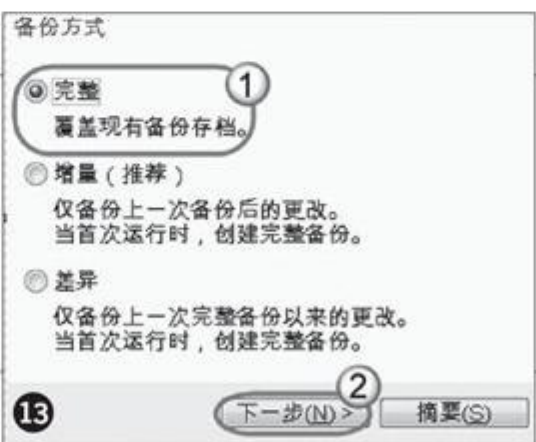 备份方式
完整
①
覆盖现有备份存档。
增量(推荐)
仅备份上一次备份后的更改。
当首次运行时,创建完整备份。
差异
仅备份上一次完整备份以来的更改。
当首次运行时,创建完整备份。
②
⓭ 下一步(N) > 摘要(S)